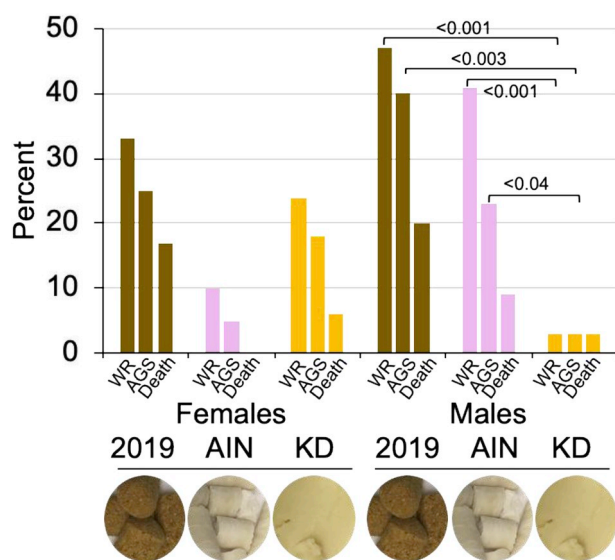 50
<0.001
<0.003
40
<0.001
30
Percent
<0.04
20
10
0
WR AGS Death WR AGS Death WR AGS Death WR AGS Death WR AGS Death WR AGS Death
Females Males
2019 AIN KD 2019 AIN KD